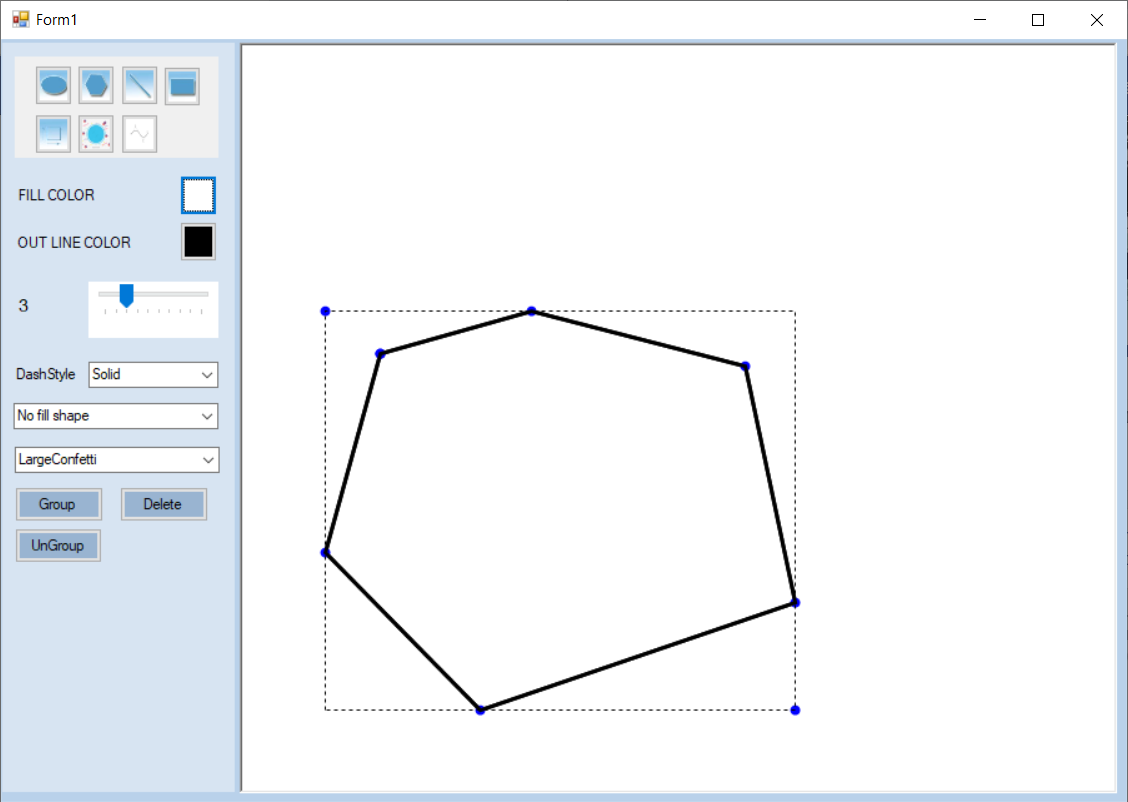 Form1
FILL COLOR
OUT LINE COLOR
3
DashStyle Solid
No fill shape
LargeConfetti
Group Delete
UnGroup